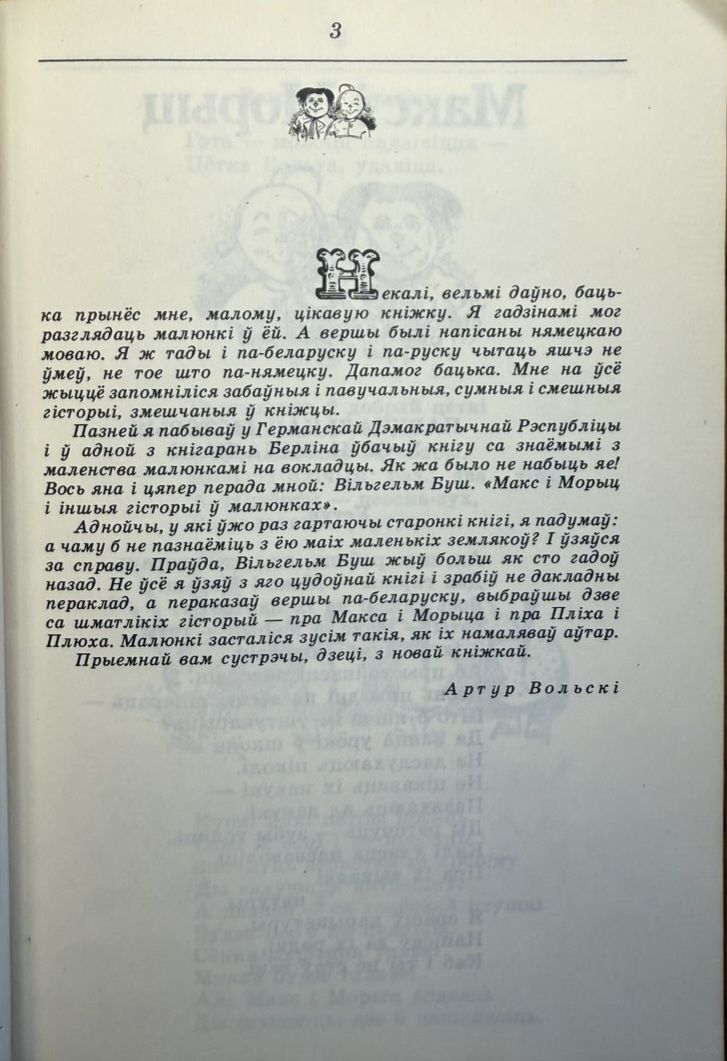 3
Некалі, вельмі даўно, баць-
ка прынёс мне, малому, цікавую кніжку. Я гадзінамі мог
разглядаць малюнкі ў ёй. А вершы былі напісаны нямецкаю
моваю. Я ж тады і па-беларуску і па-руску чытаць яшчэ не
ўмеў, не тое што па-нямецку. Дапамог бацька. Мне на ўсё
жыццё запомніліся забаўныя і павучальныя, сумныя і смешныя
гісторыі, змешчаныя ў кніжцы.
Пазней я пабываў у Германскай Дэмакратычнай Рэспубліцы
і ў адной з кнігарань Берліна ўбачыў кнігу са знаёмымі з
маленства малюнкамі на вокладцы. Як жа было не набыць яе!
Вось яна і цяпер перада мной: Вільгельм Буш. «Макс і Морыц
і іншыя гісторыі ў малюнках».
Аднойчы, у які ўжо раз гартаючы старонкі кнігі, я падумаў:
а чаму б не пазнаёміць з ёю маіх маленькіх землякоў? І ўзяўся
за справу. Праўда, Вільгельм Буш жыў больш як сто гадоў
назад. Не ўсё я ўзяў з яго цудоўнай кнігі і зрабіў не дакладны
пераклад, а пераказаў вершы па-беларуску, выбраўшы дзве
са шматлікіх гісторый — пра Макса і Морыца і пра Пліха і
Плюха. Малюнкі засталіся зусім такія, як іх намаляваў аўтар.
Прыемнай вам сустрэчы, дзеці, з новай кніжкай.
Артур Вольскі